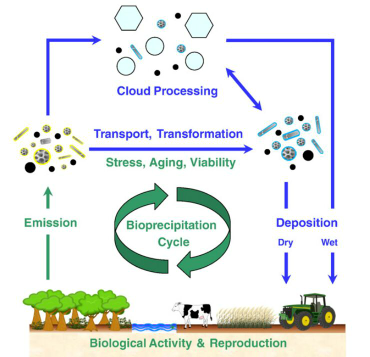 Cloud Processing
Transport, Transformation
Stress, Aging, Viability
Emission
Bioprecipitation
Cycle
Deposition
Dry Wet
Biological Activity & Reproduction